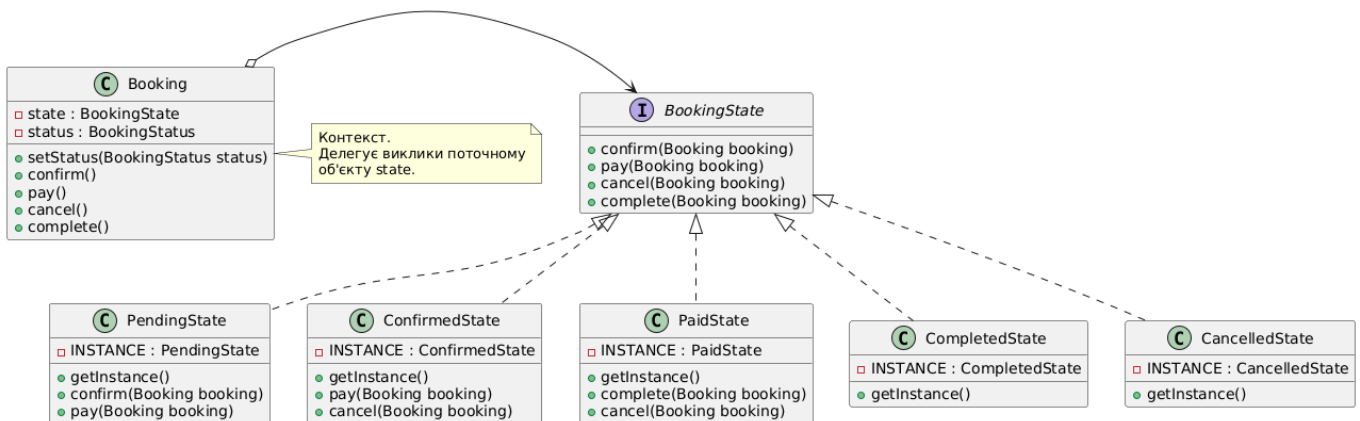 C Booking
state : BookingState
status : BookingStatus
setStatus(BookingStatus status)
confirm()
pay()
cancel()
complete()
Контекст.
Делегує виклики поточному
об'єкту state.
I BookingState
confirm(Booking booking)
pay(Booking booking)
cancel(Booking booking)
complete(Booking booking)
C PendingState
INSTANCE : PendingState
getInstance()
confirm(Booking booking)
pay(Booking booking)
C ConfirmedState
INSTANCE : ConfirmedState
getInstance()
pay(Booking booking)
cancel(Booking booking)
C PaidState
INSTANCE : PaidState
getInstance()
complete(Booking booking)
cancel(Booking booking)
C CompletedState
INSTANCE : CompletedState
getInstance()
C CancelledState
INSTANCE : CancelledState
getInstance()